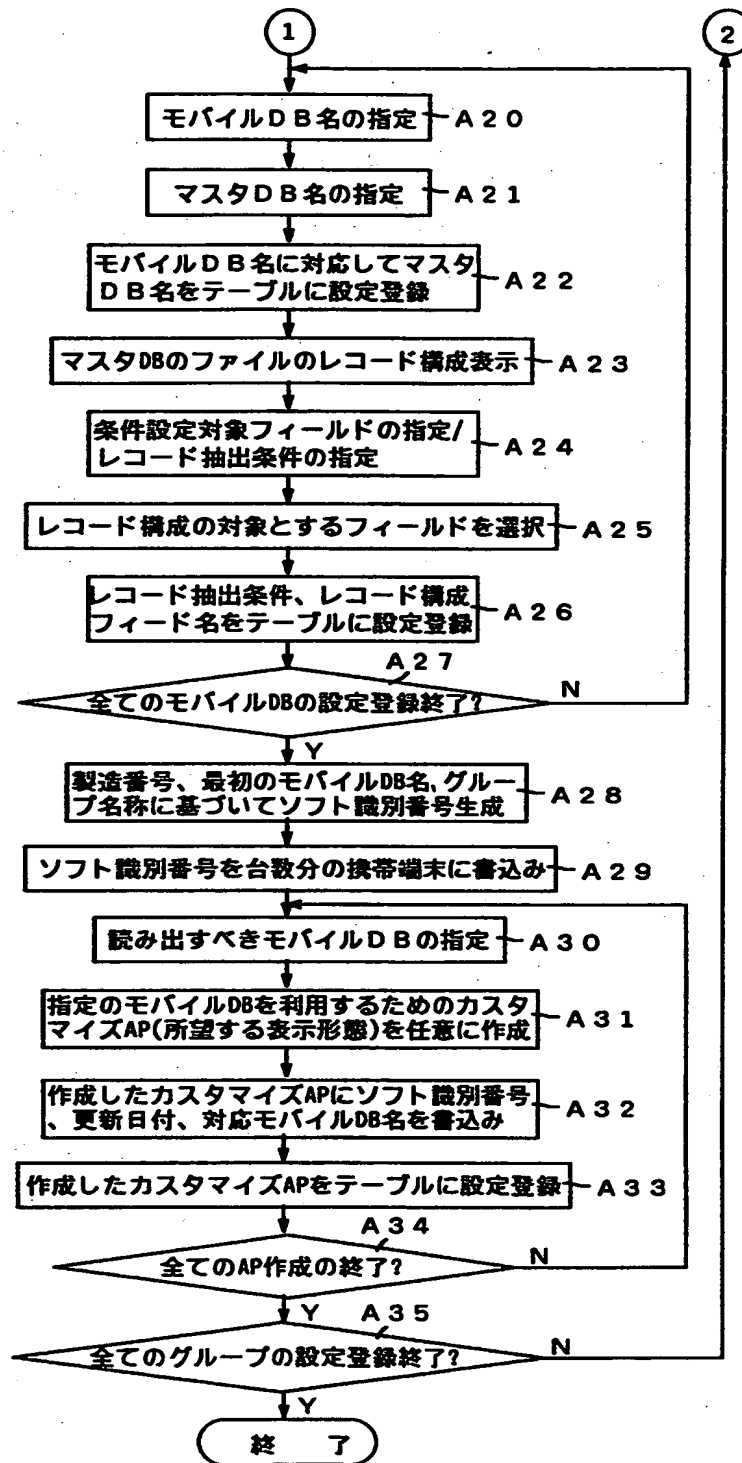 1
2
モバイルDB名の指定 A20
マスタDB名の指定 A21
モバイルDB名に対応してマスタ
DB名をテーブルに設定登録 A22
マスタDBのファイルのレコード構成表示 A23
条件設定対象フィールドの指定/
レコード抽出条件の指定 A24
レコード構成の対象とするフィールドを選択 A25
レコード抽出条件、レコード構成
フィード名をテーブルに設定登録 A26
A27
全てのモバイルDBの設定登録終了? N
Y
製造番号、最初のモバイルDB名、グルー
プ名称に基づいてソフト識別番号生成 A28
ソフト識別番号を台数分の携帯端末に書込み A29
読み出すべきモバイルDBの指定 A30
指定のモバイルDBを利用するためのカスタ
マイズAP(所望する表示形態)を任意に作成 A31
作成したカスタマイズAPにソフト識別番号
、更新日付、対応モバイルDB名を書込み A32
作成したカスタマイズAPをテーブルに設定登録 A33
A34
全てのAP作成の終了? N
Y A35
全てのグループの設定登録終了? N
Y
終 了